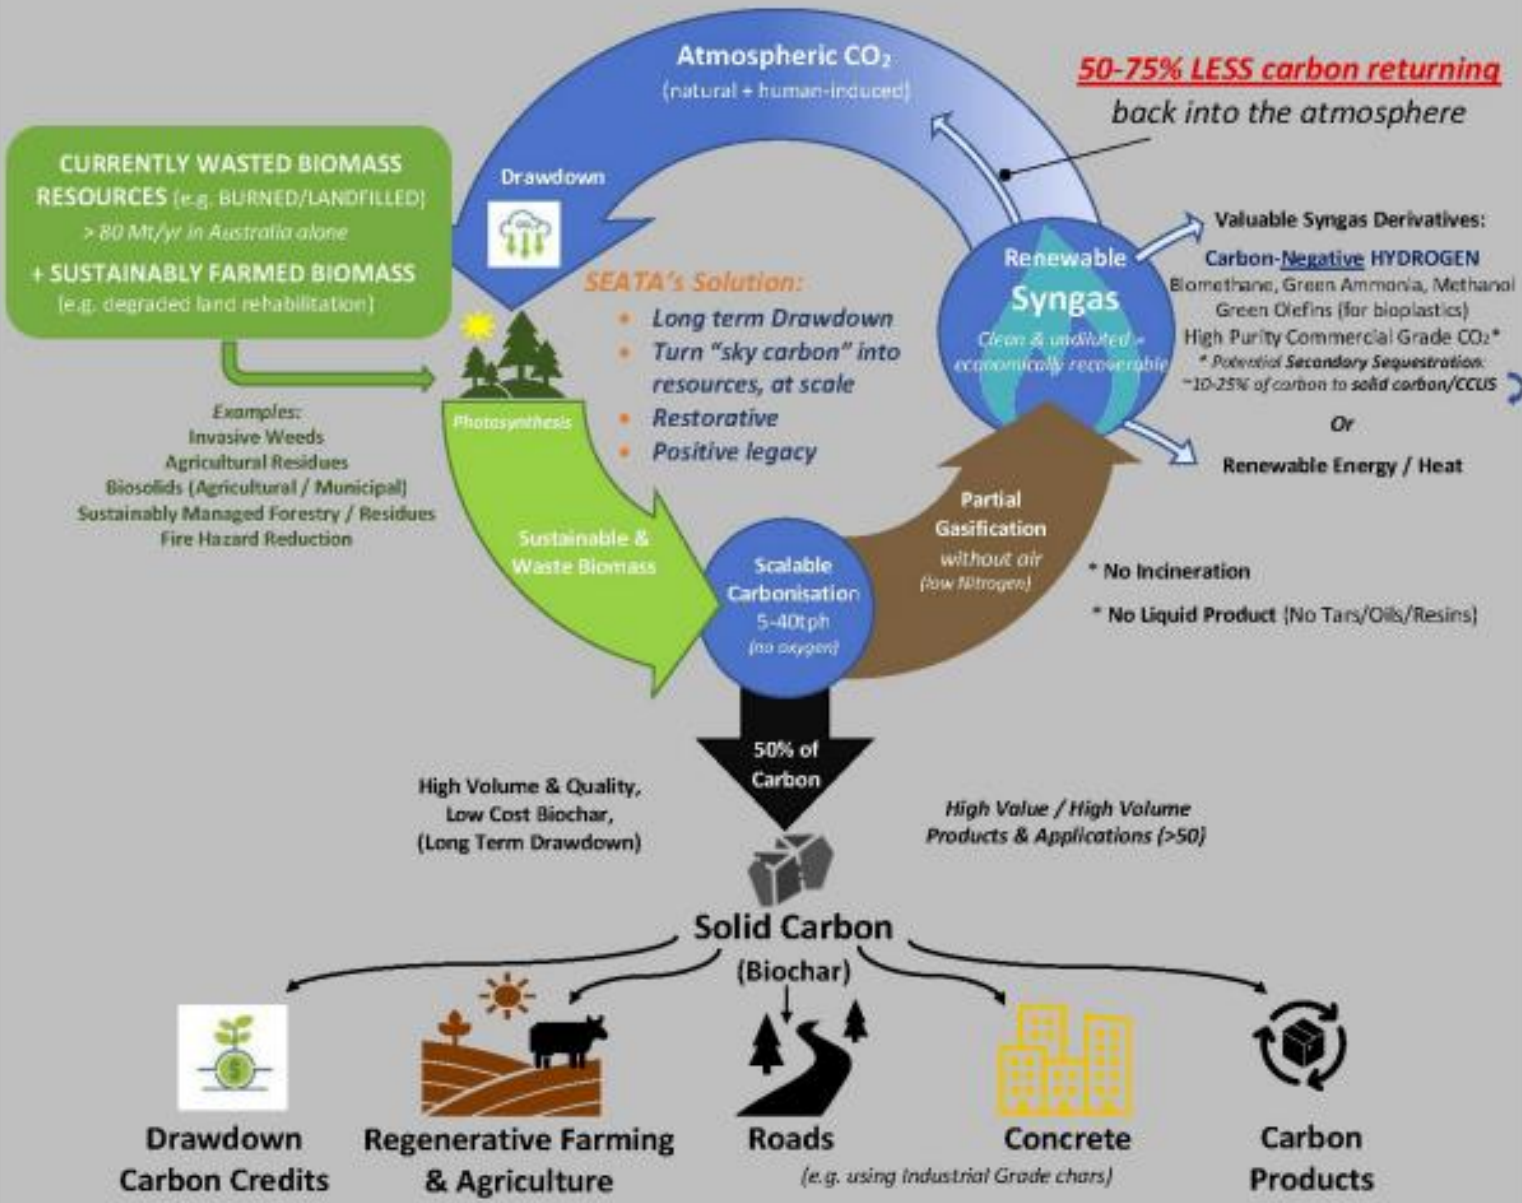 Atmospheric CO₂
(natural + human-induced)
50-75% LESS carbon returning
back into the atmosphere
CURRENTLY WASTED BIOMASS
RESOURCES (e.g. BURNED/LANDFILLED)
> 80 Mt/yr in Australia alone
+ SUSTAINABLY FARMED BIOMASS
(e.g. degraded land rehabilitation)
Drawdown
SEATA's Solution:
• Long term Drawdown
• Turn "sky carbon" into
resources, at scale
• Restorative
• Positive legacy
Renewable
Syngas
Clean & undiluted =
economically recoverable
Valuable Syngas Derivatives:
Carbon-Negative HYDROGEN
Biomethane, Green Ammonia, Methanol
Green Olefins (for bioplastics)
High Purity Commercial Grade CO₂*
* Potential Secondary Sequestration:
~10-25% of carbon to solid carbon/CCUS
Or
Renewable Energy / Heat
Examples:
Invasive Weeds
Agricultural Residues
Biosolids (Agricultural / Municipal)
Sustainably Managed Forestry / Residues
Fire Hazard Reduction
Photosynthesis
Sustainable &
Waste Biomass
Scalable
Carbonisation
5-40tph
(no oxygen)
Partial
Gasification
without air
(low Nitrogen)
* No Incineration
* No Liquid Product (No Tars/Oils/Resins)
50% of
Carbon
High Volume & Quality,
Low Cost Biochar,
(Long Term Drawdown)
High Value / High Volume
Products & Applications (>50)
Solid Carbon
(Biochar)
$
Drawdown
Carbon Credits
Regenerative Farming
& Agriculture
Roads
Concrete
(e.g. using Industrial Grade chars)
Carbon
Products